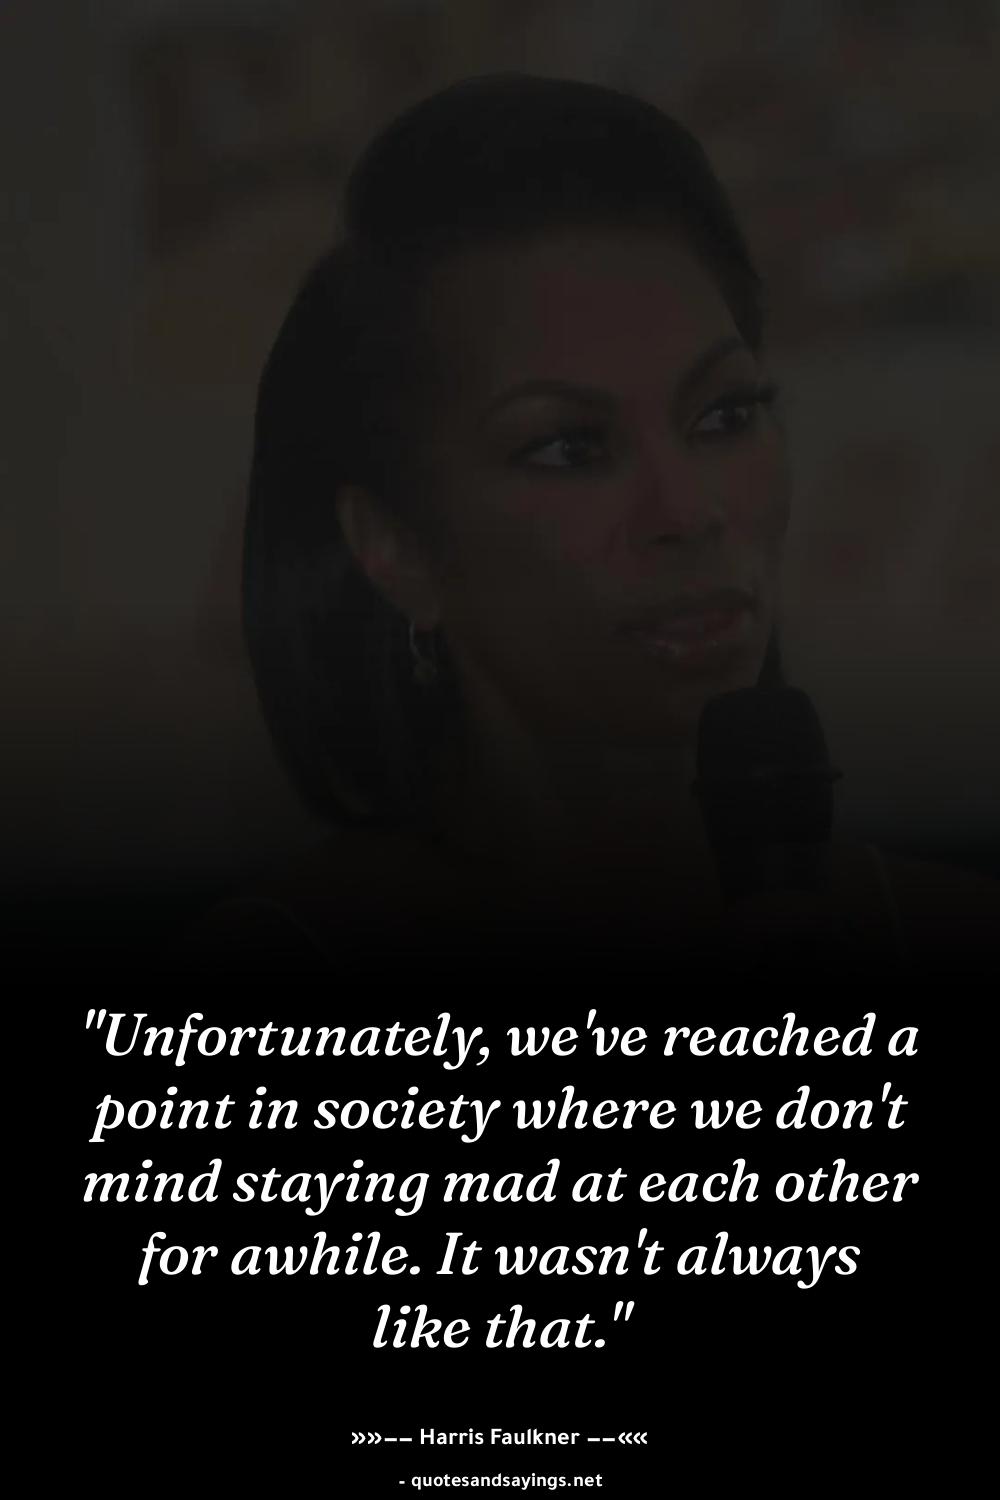 "Unfortunately, we've reached a
point in society where we don't
mind staying mad at each other
for awhile. It wasn't always
like that."
»»–– Harris Faulkner ––««
- quotesandsayings.net